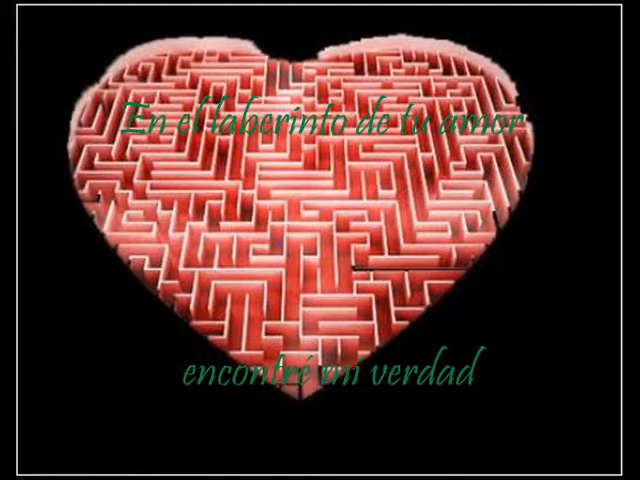 En el laberinto de tu amor
encontré mi verdad